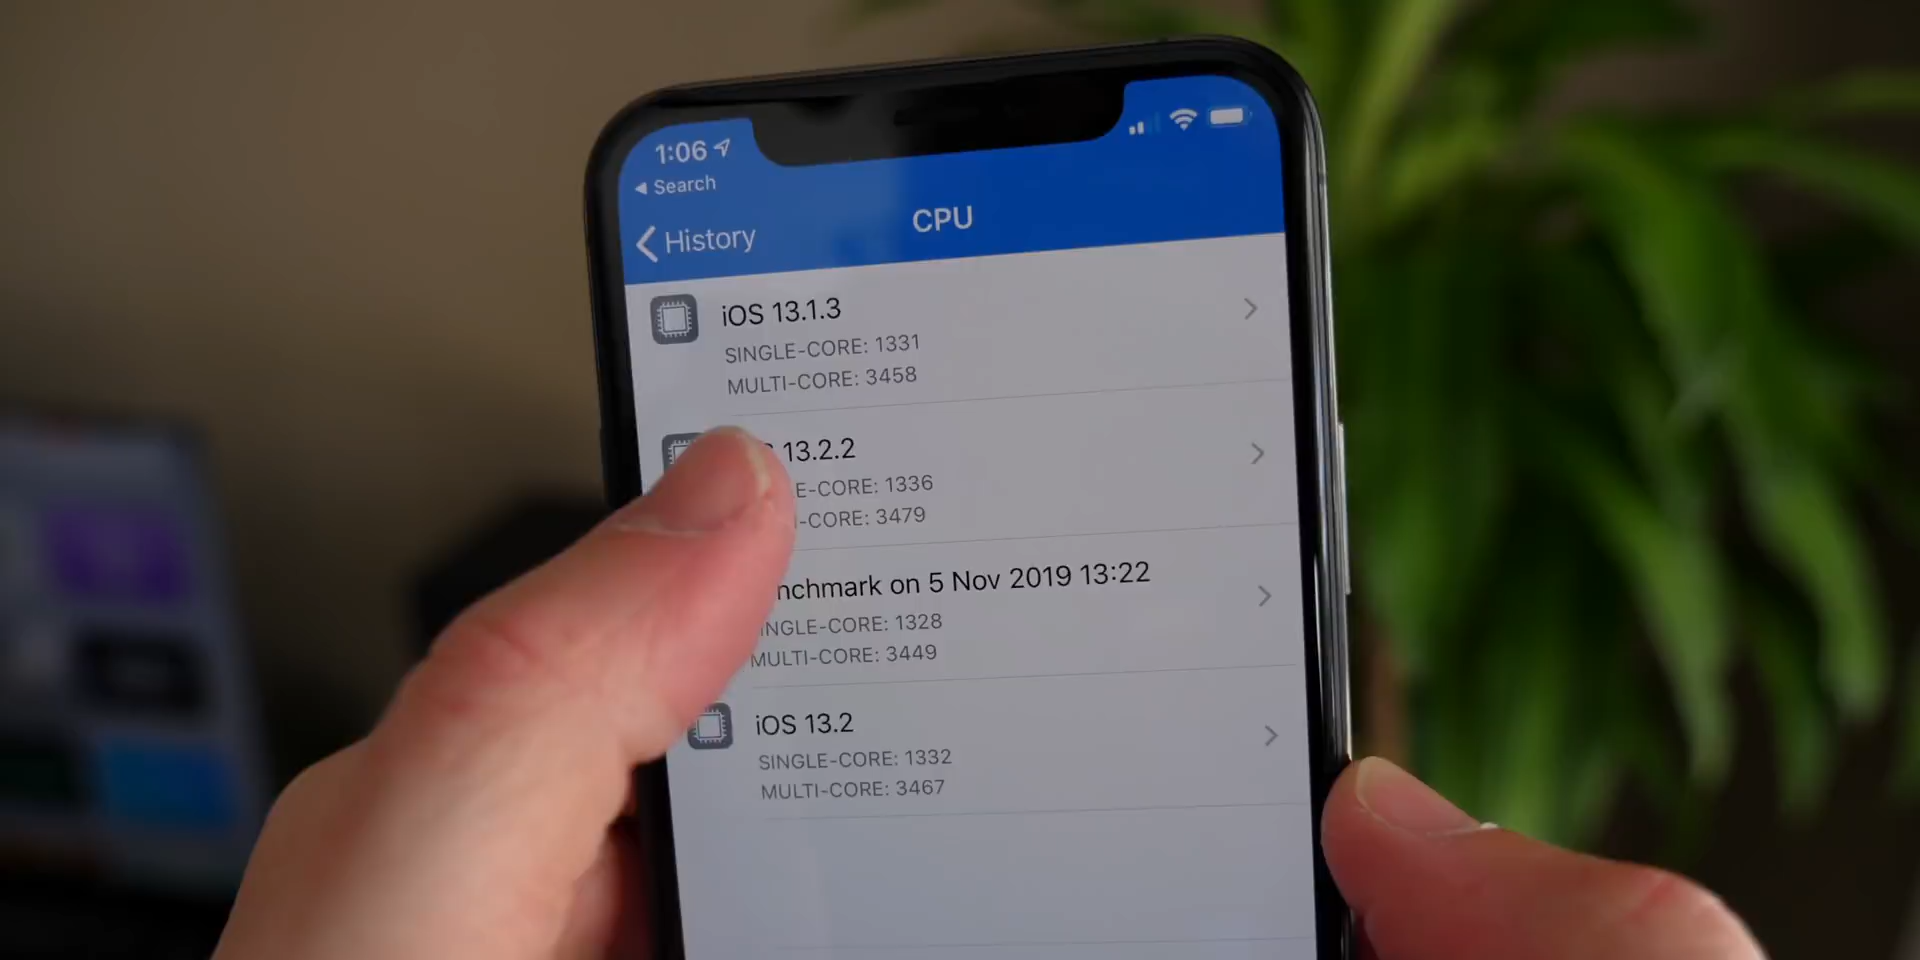 1:06
Search
History
CPU
iOS 13.1.3
SINGLE-CORE: 1331
MULTI-CORE: 3458
13.2.2
E-CORE: 1336
-CORE: 3479
nchmark on 5 Nov 2019 13:22
NGLE-CORE: 1328
MULTI-CORE: 3449
iOS 13.2
SINGLE-CORE: 1332
MULTI-CORE: 3467